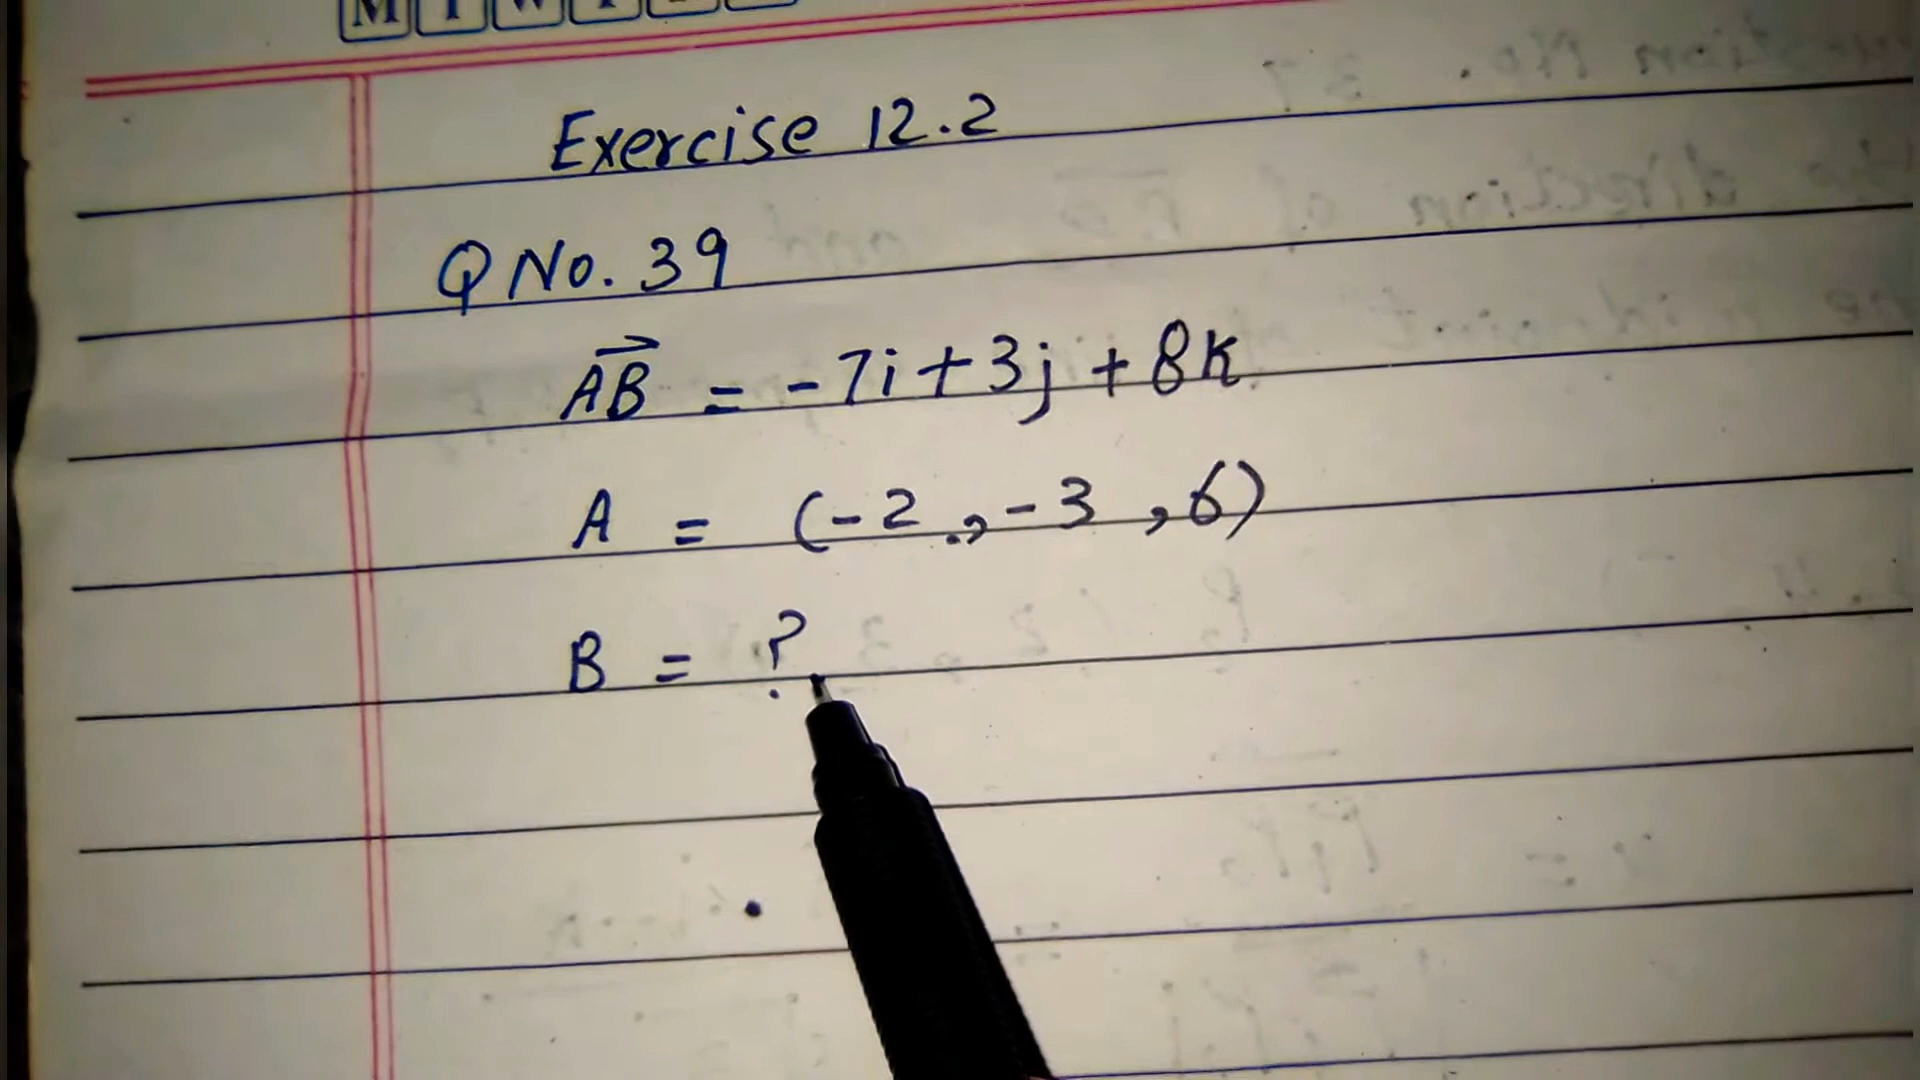 M T W T
Exercise 12.2
Q No. 39
→AB = -7i + 3j + 8k
A = (-2, -3, 6)
B = ?